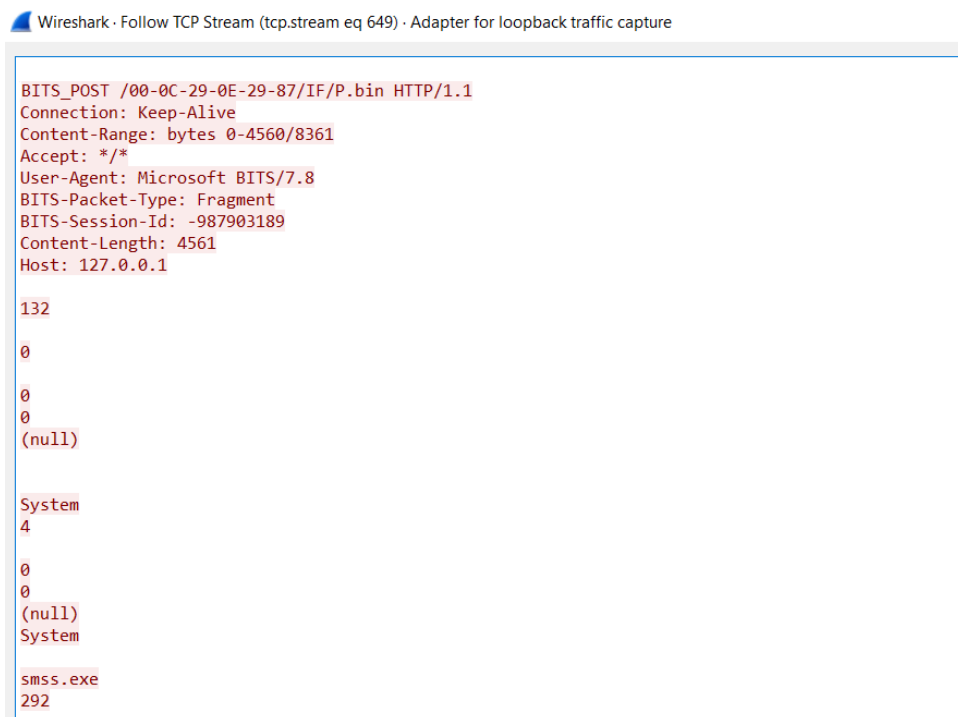 Wireshark · Follow TCP Stream (tcp.stream eq 649) · Adapter for loopback traffic capture
BITS_POST /00-0C-29-0E-29-87/IF/P.bin HTTP/1.1
Connection: Keep-Alive
Content-Range: bytes 0-4560/8361
Accept: */*
User-Agent: Microsoft BITS/7.8
BITS-Packet-Type: Fragment
BITS-Session-Id: -987903189
Content-Length: 4561
Host: 127.0.0.1
132
0
0
0
(null)
System
4
0
0
(null)
System
smss.exe
292